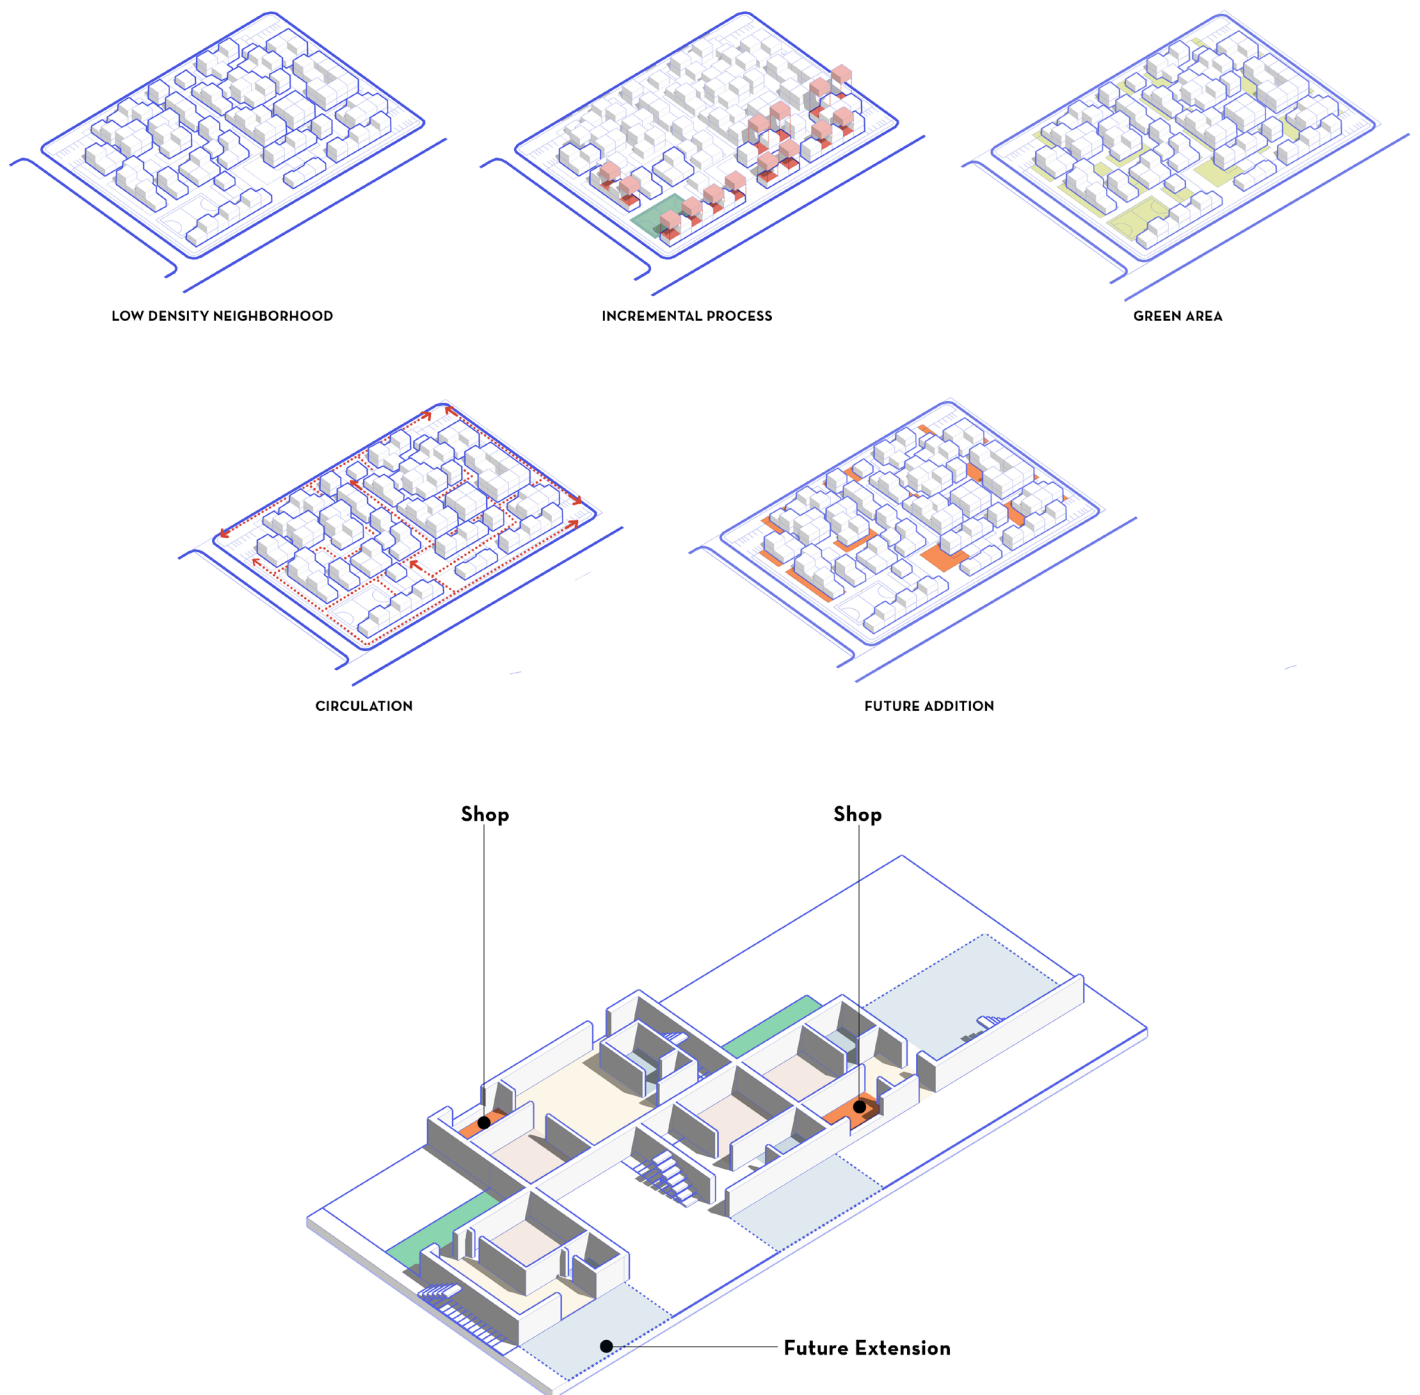 LOW DENSITY NEIGHBORHOOD
INCREMENTAL PROCESS
GREEN AREA
CIRCULATION
FUTURE ADDITION
Shop
Shop
Future Extension